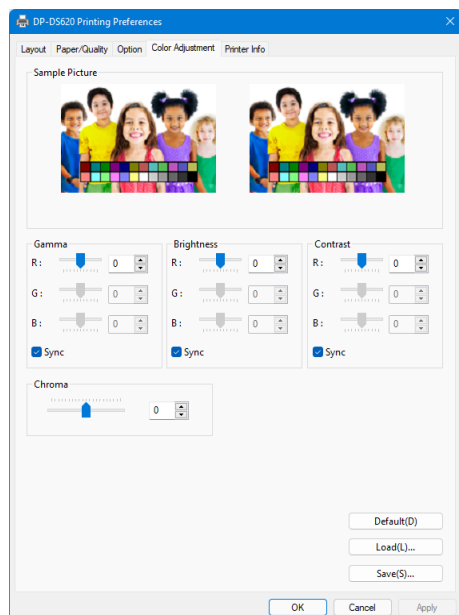 DP-DS620 Printing Preferences
Layout Paper/Quality Option Color Adjustment Printer Info
Sample Picture
Gamma Brightness Contrast
R: 0 R: 0 R: 0
G: 0 G: 0 G: 0
B: 0 B: 0 B: 0
Sync Sync Sync
Chroma
0
Default(D)
Load(L)...
Save(S)...
OK Cancel Apply